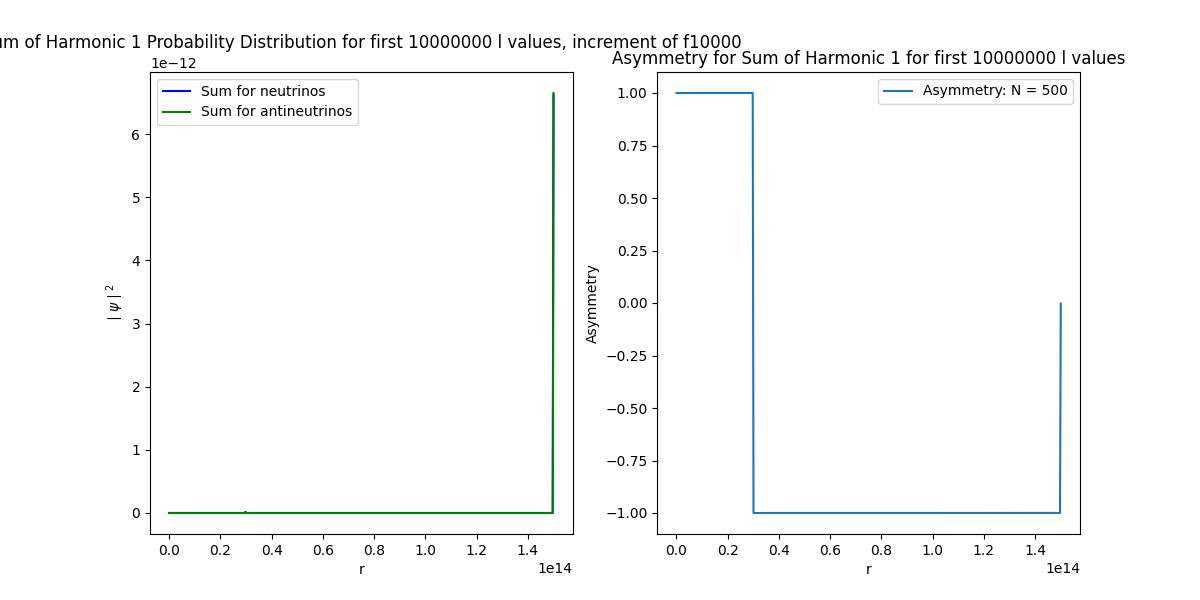 um of Harmonic 1 Probability Distribution for first 10000000 l values, increment of f10000
Asymmetry for Sum of Harmonic 1 for first 10000000 l values
1e−12
Sum for neutrinos
Sum for antineutrinos
6
5
4
3
2
1
0
| ψ | 2
0.0 0.2 0.4 0.6 0.8 1.0 1.2 1.4
r
1e14
Asymmetry: N = 500
1.00
0.75
0.50
0.25
0.00
−0.25
−0.50
−0.75
−1.00
Asymmetry
0.0 0.2 0.4 0.6 0.8 1.0 1.2 1.4
r
1e14